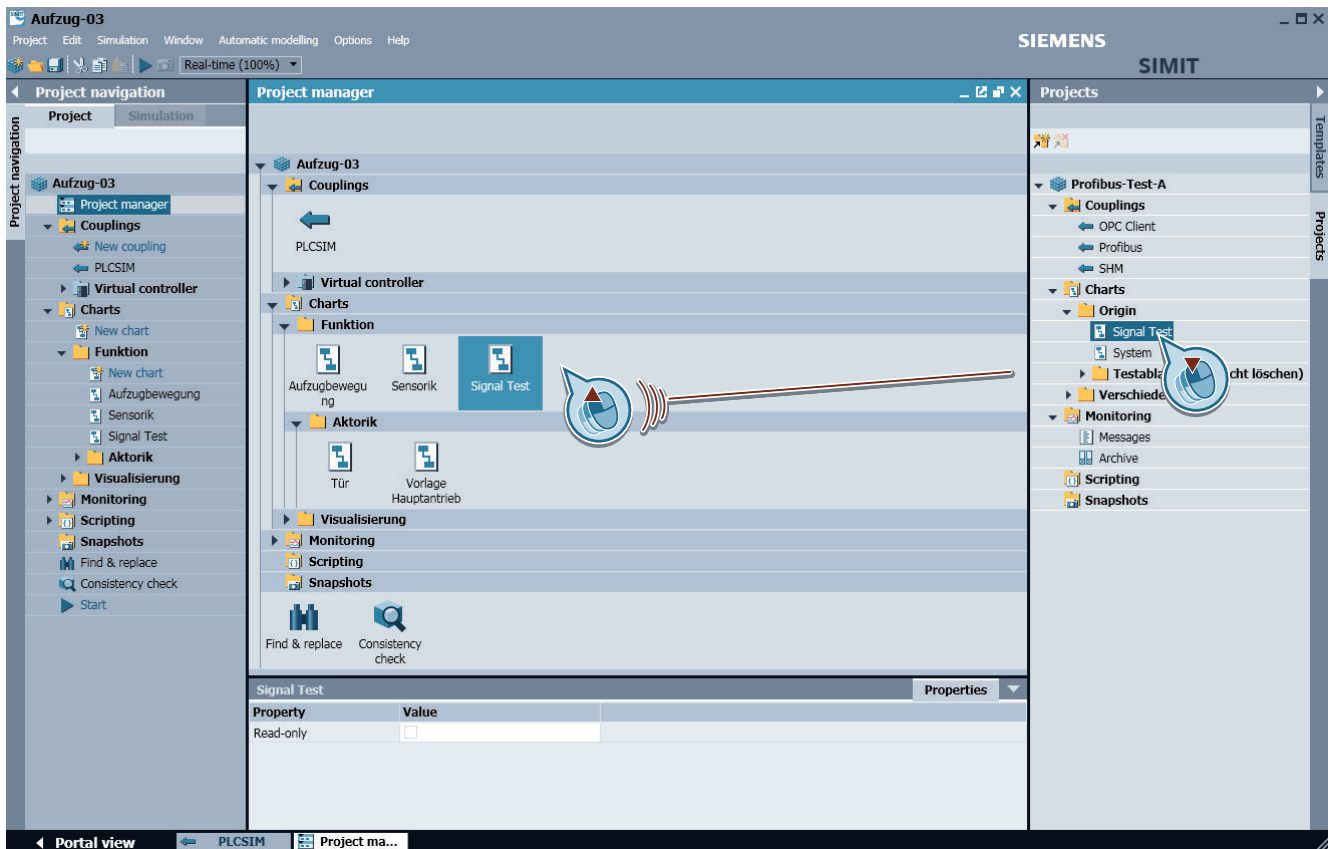 Aufzug-03
Project Edit Simulation Window Automatic modelling Options Help
SIEMENS
SIMIT
Real-time (100%)
Project navigation
Project navigation
Project Simulation
Aufzug-03
Project manager
Couplings
New coupling
PLCSIM
Virtual controller
Charts
New chart
Funktion
New chart
Aufzugbewegung
Sensorik
Signal Test
Aktorik
Visualisierung
Monitoring
Scripting
Snapshots
Find & replace
Consistency check
Start
Project manager
Aufzug-03
Couplings
PLCSIM
Virtual controller
Charts
Funktion
Aufzugbewegu
ng
Sensorik
Signal Test
Aktorik
Tür
Vorlage
Hauptantrieb
Visualisierung
Monitoring
Scripting
Snapshots
Find & replace
Consistency
check
Signal Test
Properties
Property Value
Read-only
Projects
Profibus-Test-A
Couplings
OPC Client
Profibus
SHM
Charts
Origin
Signal Test
System
Testabla cht löschen)
Verschiede
Monitoring
Messages
Archive
Scripting
Snapshots
Templates
Projects
Portal view
PLCSIM
Project ma...